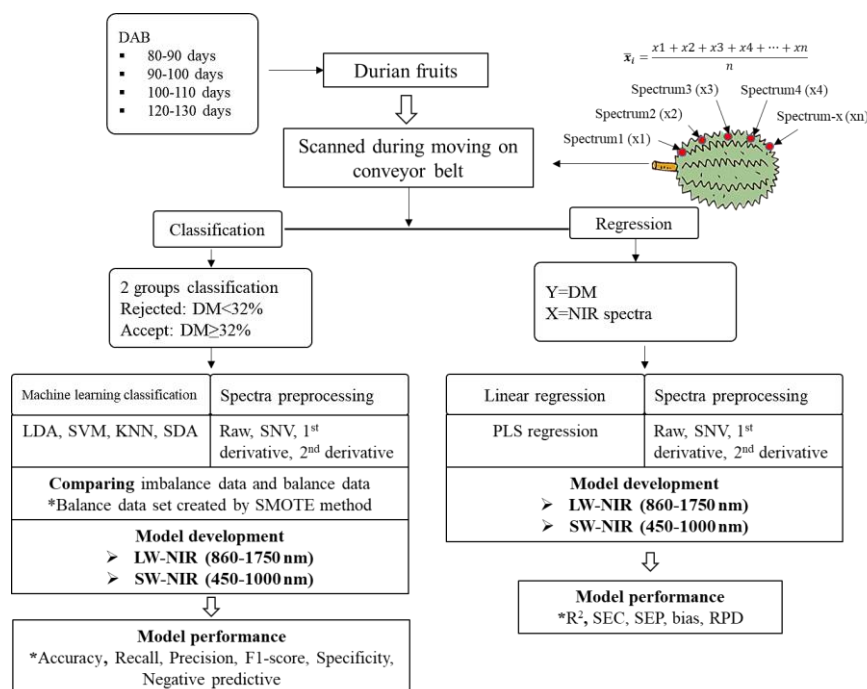 DAB
▪ 80-90 days
▪ 90-100 days
▪ 100-110 days
▪ 120-130 days
Durian fruits
x̄ᵢ = (x1 + x2 + x3 + x4 + ⋯ + xn) / n
Spectrum3 (x3)
Spectrum4 (x4)
Spectrum2 (x2)
Spectrum-x (xn)
Spectrum1 (x1)
Scanned during moving on
conveyor belt
Classification
Regression
2 groups classification
Rejected: DM<32%
Accept: DM≥32%
Y=DM
X=NIR spectra
Machine learning classification
Spectra preprocessing
LDA, SVM, KNN, SDA
Raw, SNV, 1st
derivative, 2nd derivative
Comparing imbalance data and balance data
*Balance data set created by SMOTE method
Model development
➢ LW-NIR (860-1750 nm)
➢ SW-NIR (450-1000 nm)
Model performance
*Accuracy, Recall, Precision, F1-score, Specificity,
Negative predictive
Linear regression
Spectra preprocessing
PLS regression
Raw, SNV, 1st
derivative, 2nd derivative
Model development
➢ LW-NIR (860-1750 nm)
➢ SW-NIR (450-1000 nm)
Model performance
*R², SEC, SEP, bias, RPD